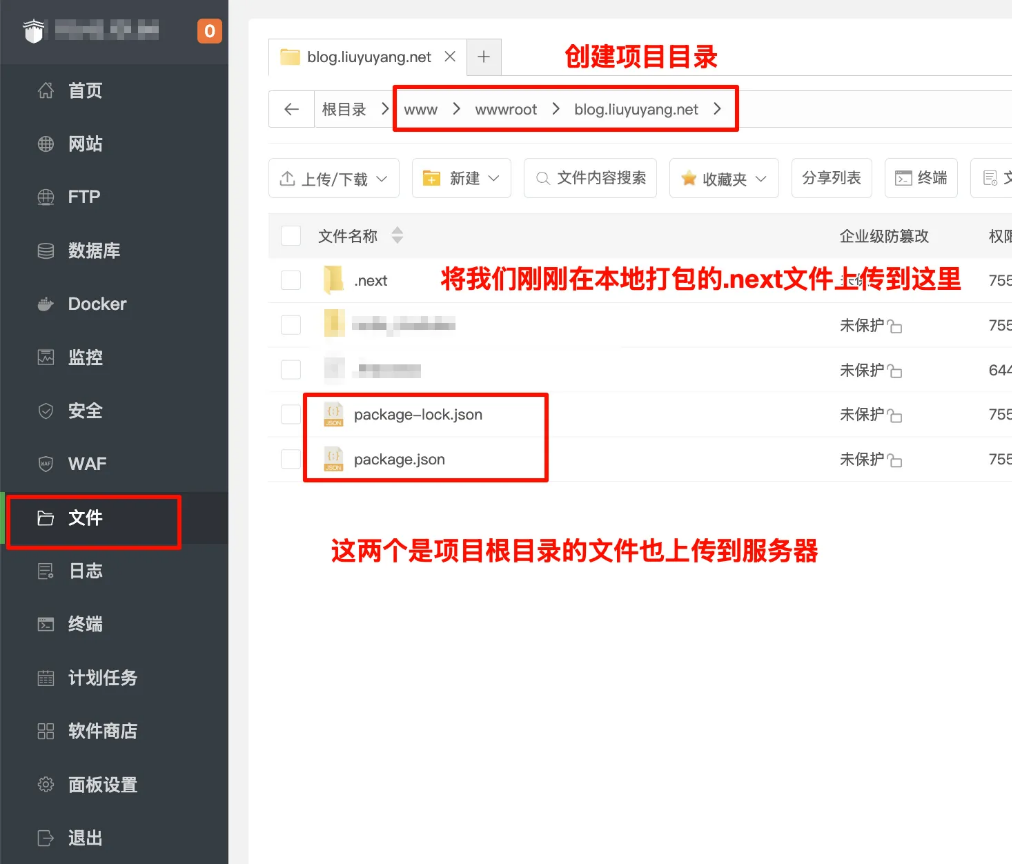 0
首页
网站
FTP
数据库
Docker
监控
安全
WAF
文件
日志
终端
计划任务
软件商店
面板设置
退出
blog.liuyuyang.net
创建项目目录
根目录 www wwwroot blog.liuyuyang.net
上传/下载 新建 文件内容搜索 收藏夹 分享列表 终端 文
文件名称 企业级防篡改 权限
.next 755
将我们刚刚在本地打包的.next文件上传到这里
未保护 755
未保护 644
package-lock.json 未保护 755
package.json 未保护 755
这两个是项目根目录的文件也上传到服务器